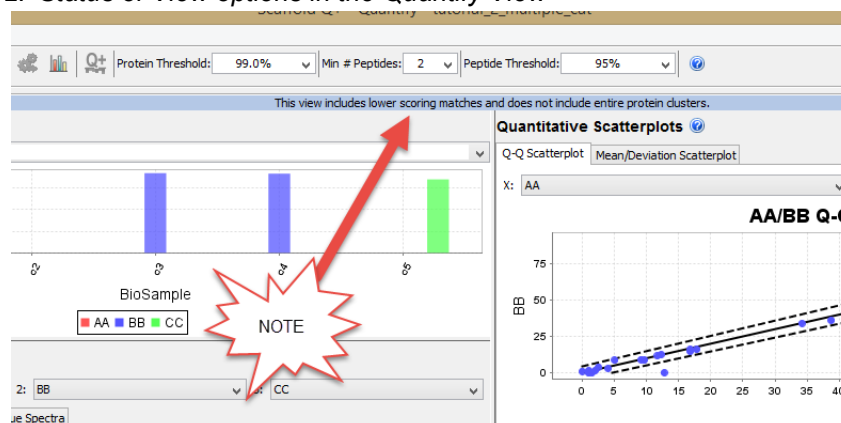 Protein Threshold: 99.0% Min # Peptides: 2 Peptide Threshold: 95%
This view includes lower scoring matches and does not include entire protein clusters.
Quantitative Scatterplots
Q-Q Scatterplot Mean/Deviation Scatterplot
X: AA
AA/BB Q-
75
50
25
0
BB
0 5 10 15 20 25 30 35 40
BioSample
AA BB CC
NOTE
2: BB
CC
ue Spectra